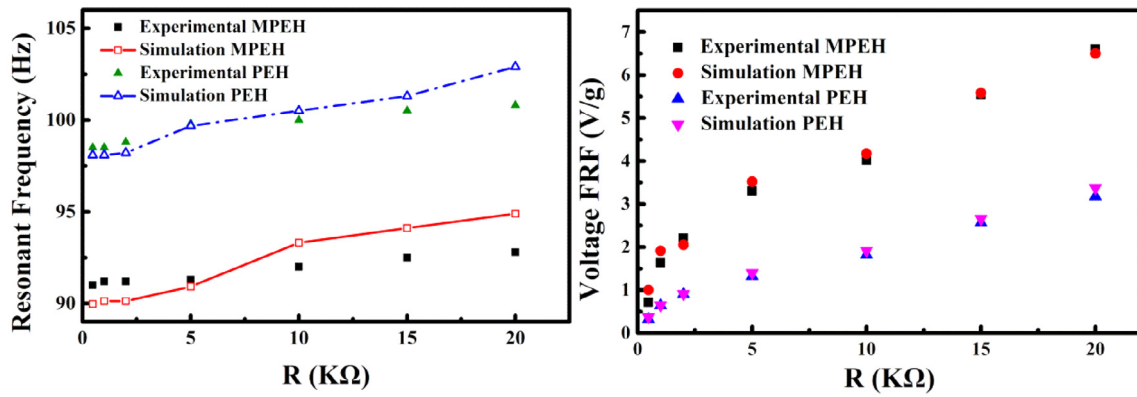 105
100
95
90
0
5
10
15
20
Resonant Frequency (Hz)
R (KΩ)
Experimental MPEH
Simulation MPEH
Experimental PEH
Simulation PEH
7
6
5
4
3
2
1
0
0
5
10
15
20
Voltage FRF (V/g)
R (KΩ)
Experimental MPEH
Simulation MPEH
Experimental PEH
Simulation PEH